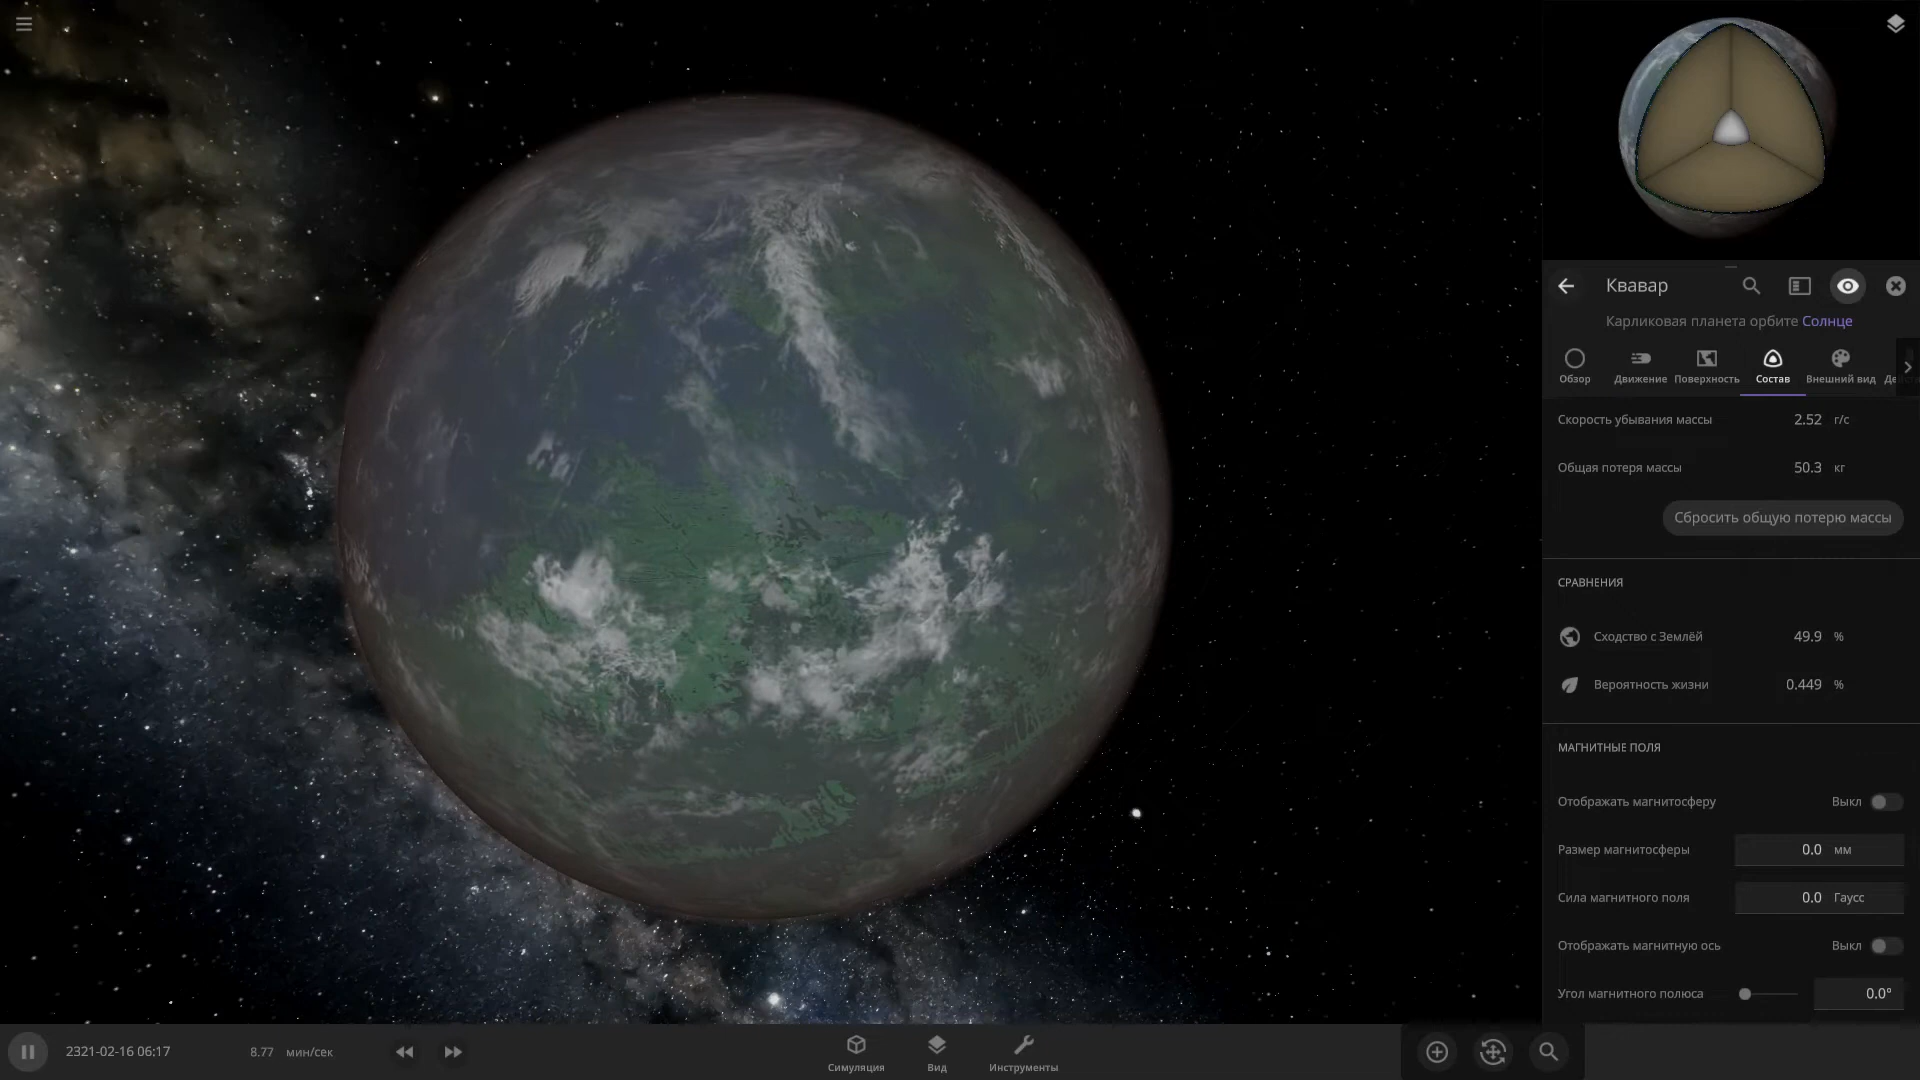 Квавар
Карликовая планета орбите Солнце
Обзор
Движение
Поверхность
Состав
Внешний вид
Скорость убывания массы 2.52 г/с
Общая потеря массы 50.3 кг
Сбросить общую потерю массы
СРАВНЕНИЯ
Сходство с Землёй 49.9 %
Вероятность жизни 0.449 %
МАГНИТНЫЕ ПОЛЯ
Отображать магнитосферу Выкл
Размер магнитосферы 0.0 мм
Сила магнитного поля 0.0 Гаусс
Отображать магнитную ось Выкл
Угол магнитного полюса 0.0°
2321-02-16 06:17
8.77 мин/сек
Симуляция
Вид
Инструменты